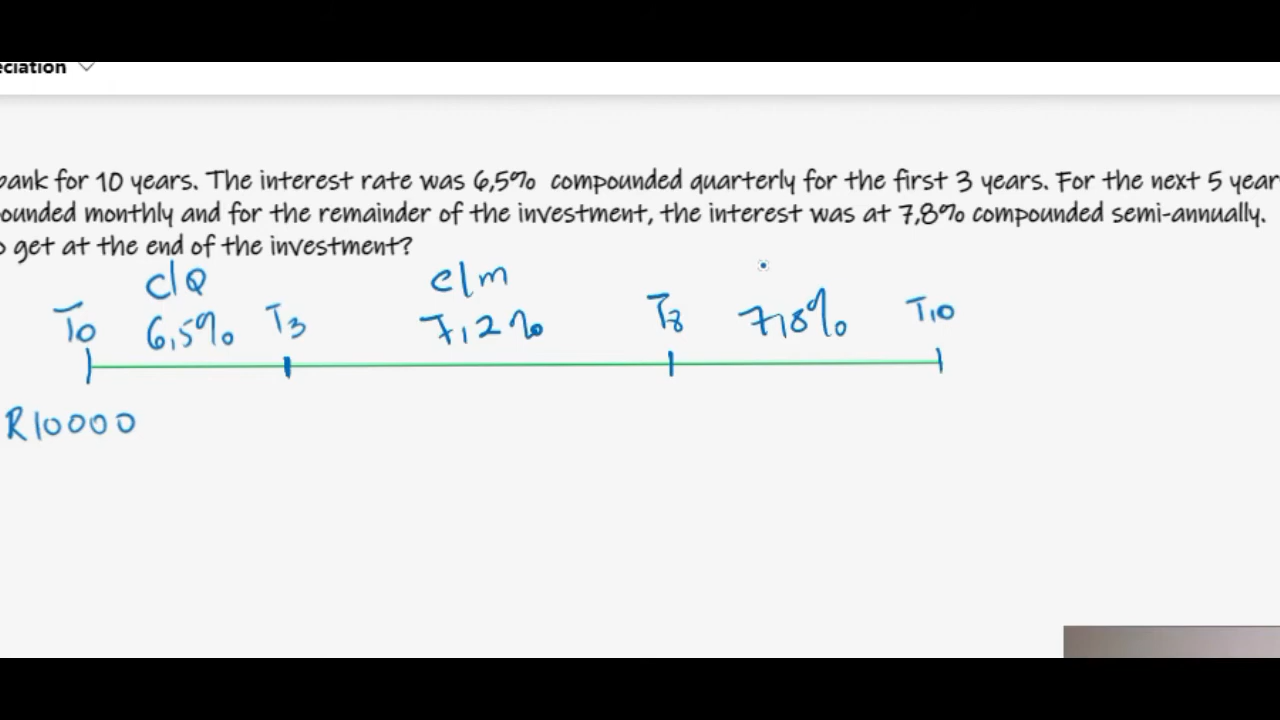 eciation
bank for 10 years. The interest rate was 6,5% compounded quarterly for the first 3 years. For the next 5 year
ounded monthly and for the remainder of the investment, the interest was at 7,8% compounded semi-annually.
o get at the end of the investment?
c/Q c/m
T0 6,5% T3 7,2% T8 7,8% T10
R10000